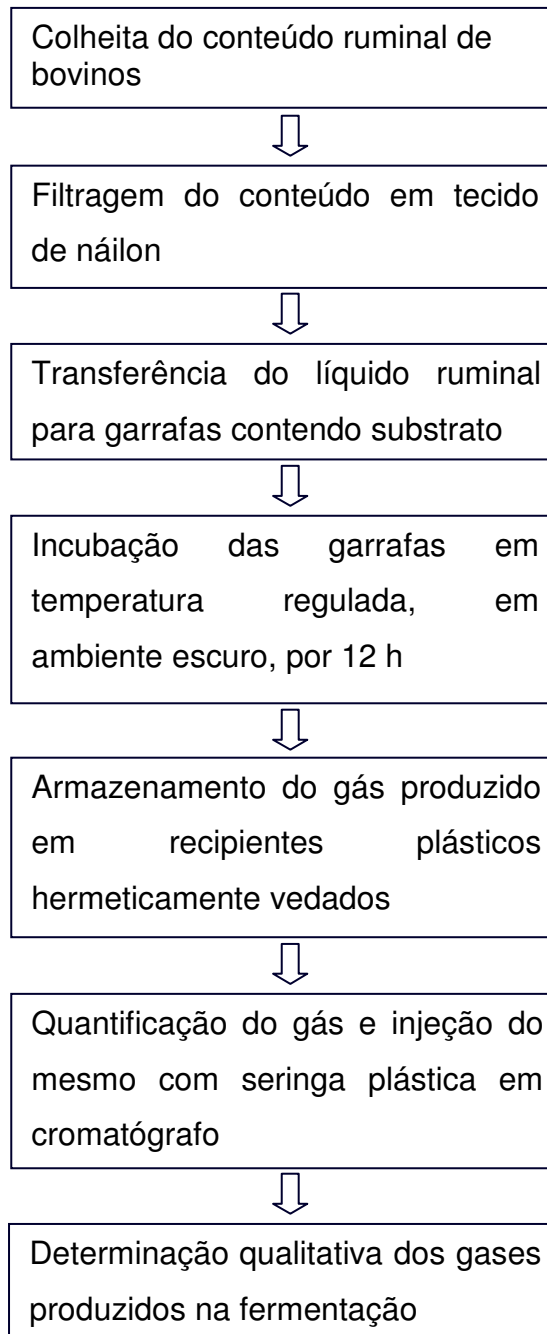 Colheita do conteúdo ruminal de
bovinos
Filtragem do conteúdo em tecido
de náilon
Transferência do líquido ruminal
para garrafas contendo substrato
Incubação das garrafas em
temperatura regulada, em
ambiente escuro, por 12 h
Armazenamento do gás produzido
em recipientes plásticos
hermeticamente vedados
Quantificação do gás e injeção do
mesmo com seringa plástica em
cromatógrafo
Determinação qualitativa dos gases
produzidos na fermentação